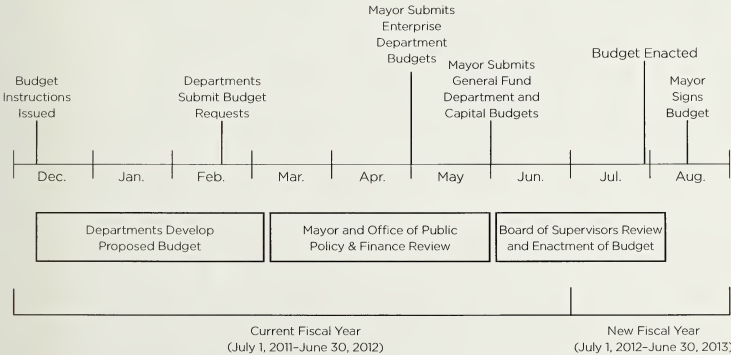 Mayor Submits
Enterprise
Department
Budgets
Mayor Submits
General Fund
Department and
Capital Budgets
Budget Enacted
Budget
Instructions
Issued
Departments
Submit Budget
Requests
Mayor
Signs
Budget
Dec.
Jan.
Feb.
Mar.
Apr.
May
Jun.
Jul.
Aug.
Departments Develop
Proposed Budget
Mayor and Office of Public
Policy & Finance Review
Board of Supervisors Review
and Enactment of Budget
Current Fiscal Year
(July 1, 2011–June 30, 2012)
New Fiscal Year
(July 1, 2012–June 30, 2013)